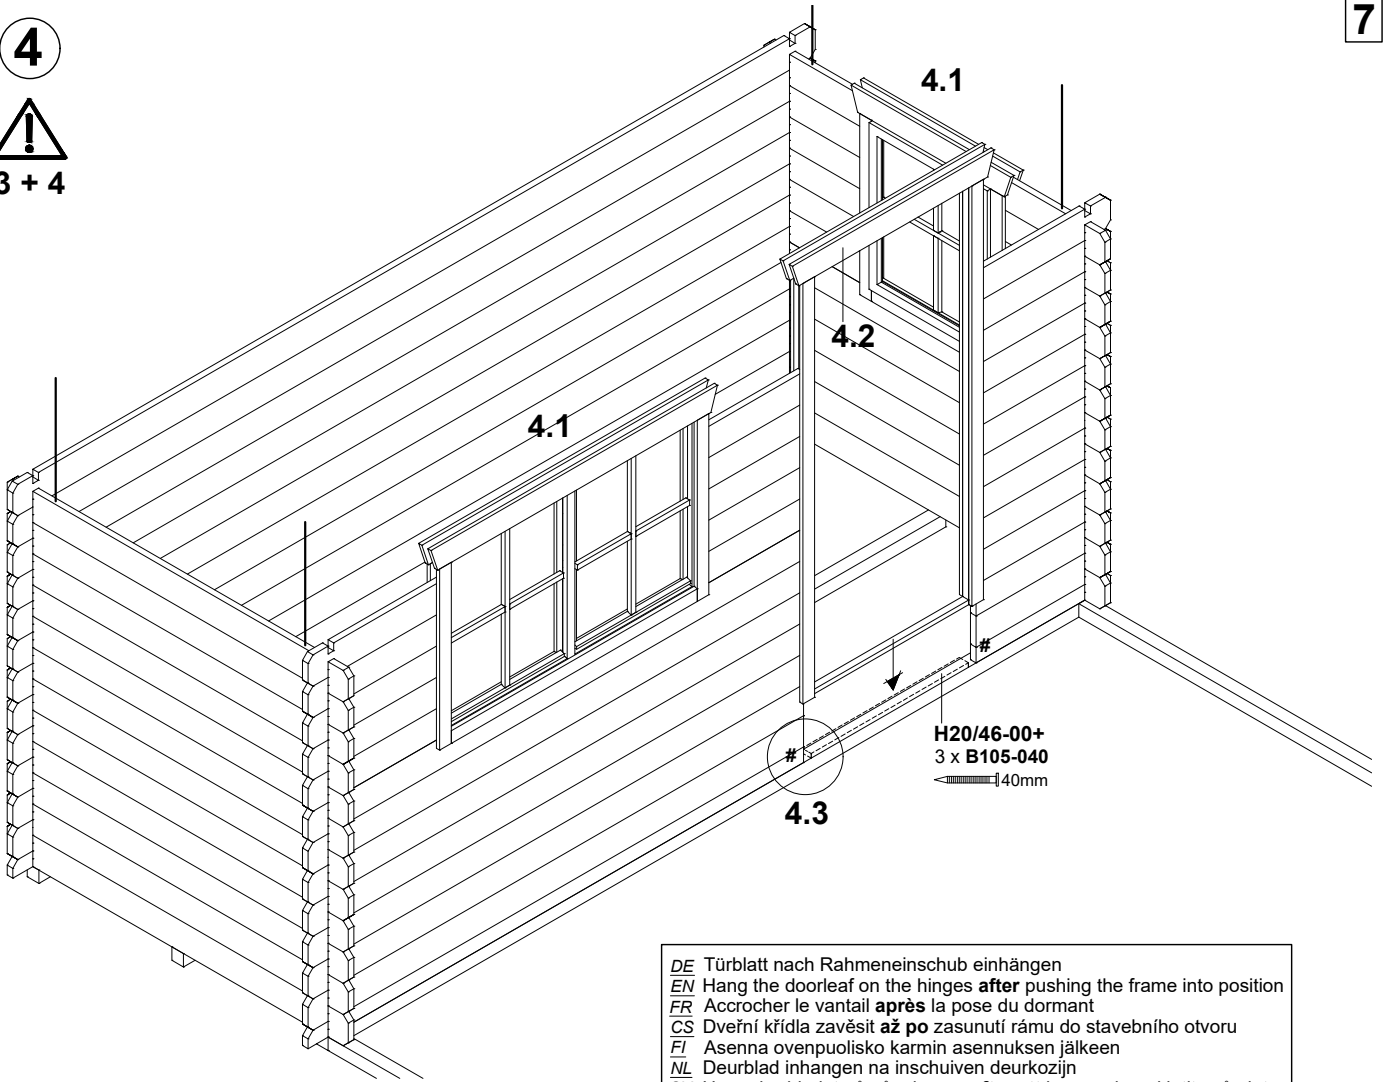 4
7
3 + 4
4.1
4.2
4.1
#
#
H20/46-00+
3 x B105-040
40mm
4.3
DE Türblatt nach Rahmeneinschub einhängen
EN Hang the doorleaf on the hinges after pushing the frame into position
FR Accrocher le vantail après la pose du dormant
CS Dveřní křídla zavěsit až po zasunutí rámu do stavebního otvoru
FI Asenna ovenpuolisko karmin asennuksen jälkeen
NL Deurblad inhangen na inschuiven deurkozijn